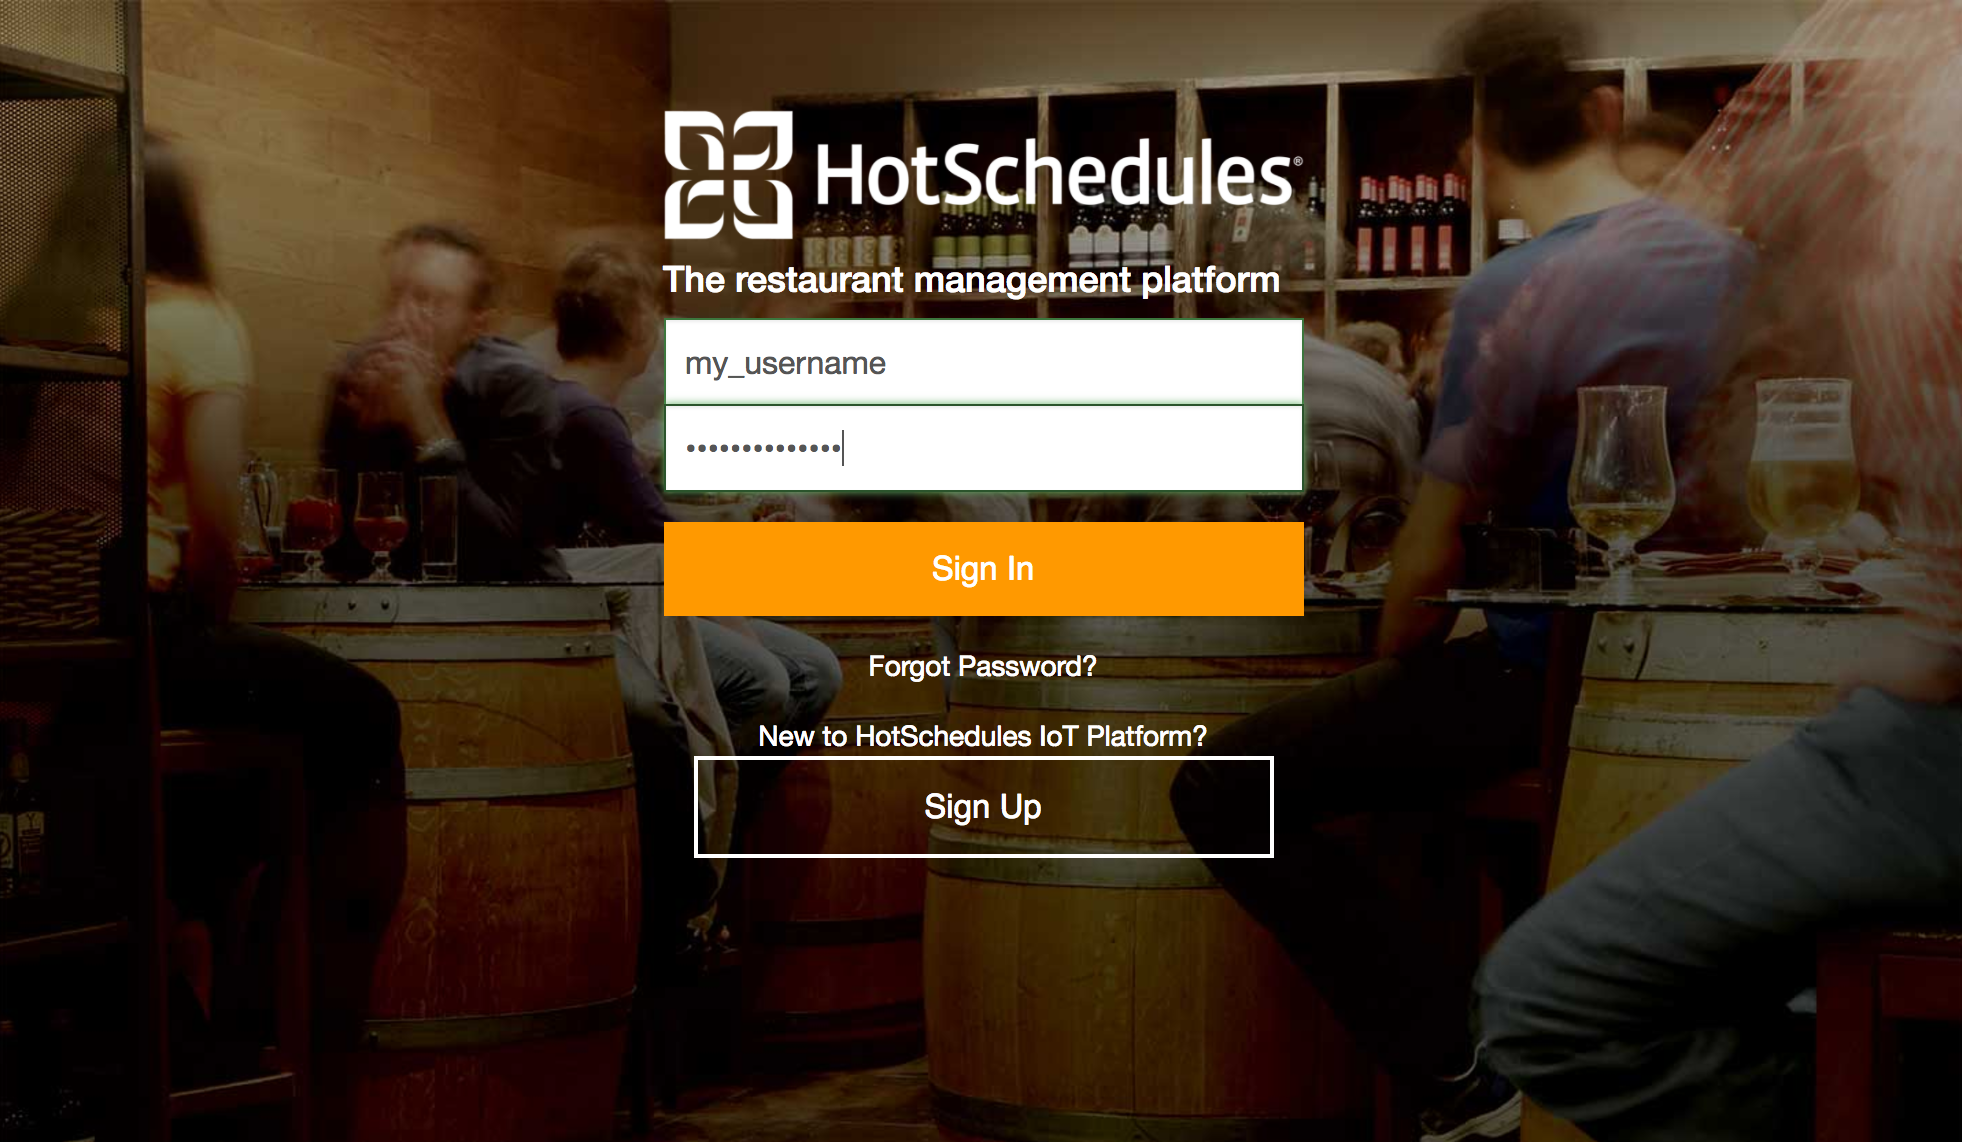 HotSchedules®
The restaurant management platform
my_username
••••••••••••••
Sign In
Forgot Password?
New to HotSchedules IoT Platform?
Sign Up